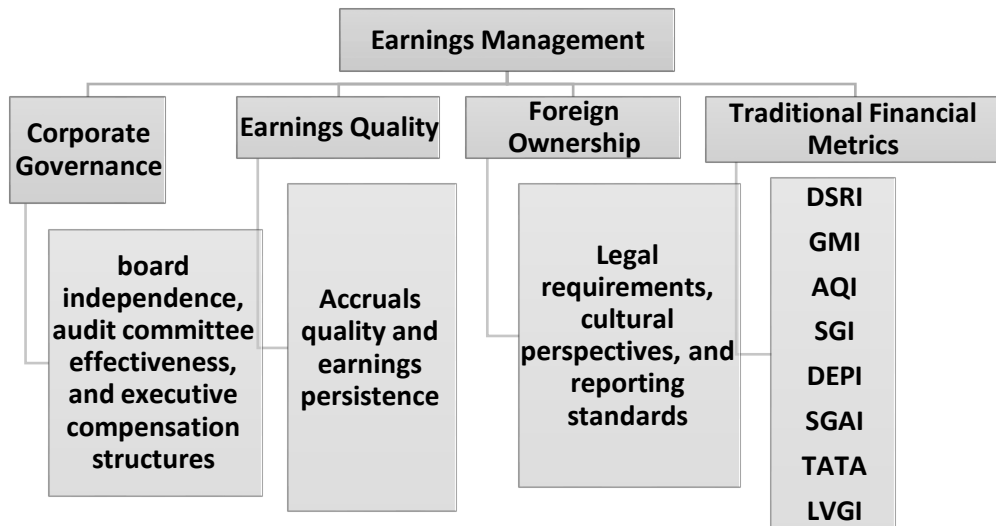 Earnings Management
Corporate
Governance
board
independence,
audit committee
effectiveness,
and executive
compensation
structures
Earnings Quality
Accruals
quality and
earnings
persistence
Foreign
Ownership
Legal
requirements,
cultural
perspectives, and
reporting
standards
Traditional Financial
Metrics
DSRI
GMI
AQI
SGI
DEPI
SGAI
TATA
LVGI